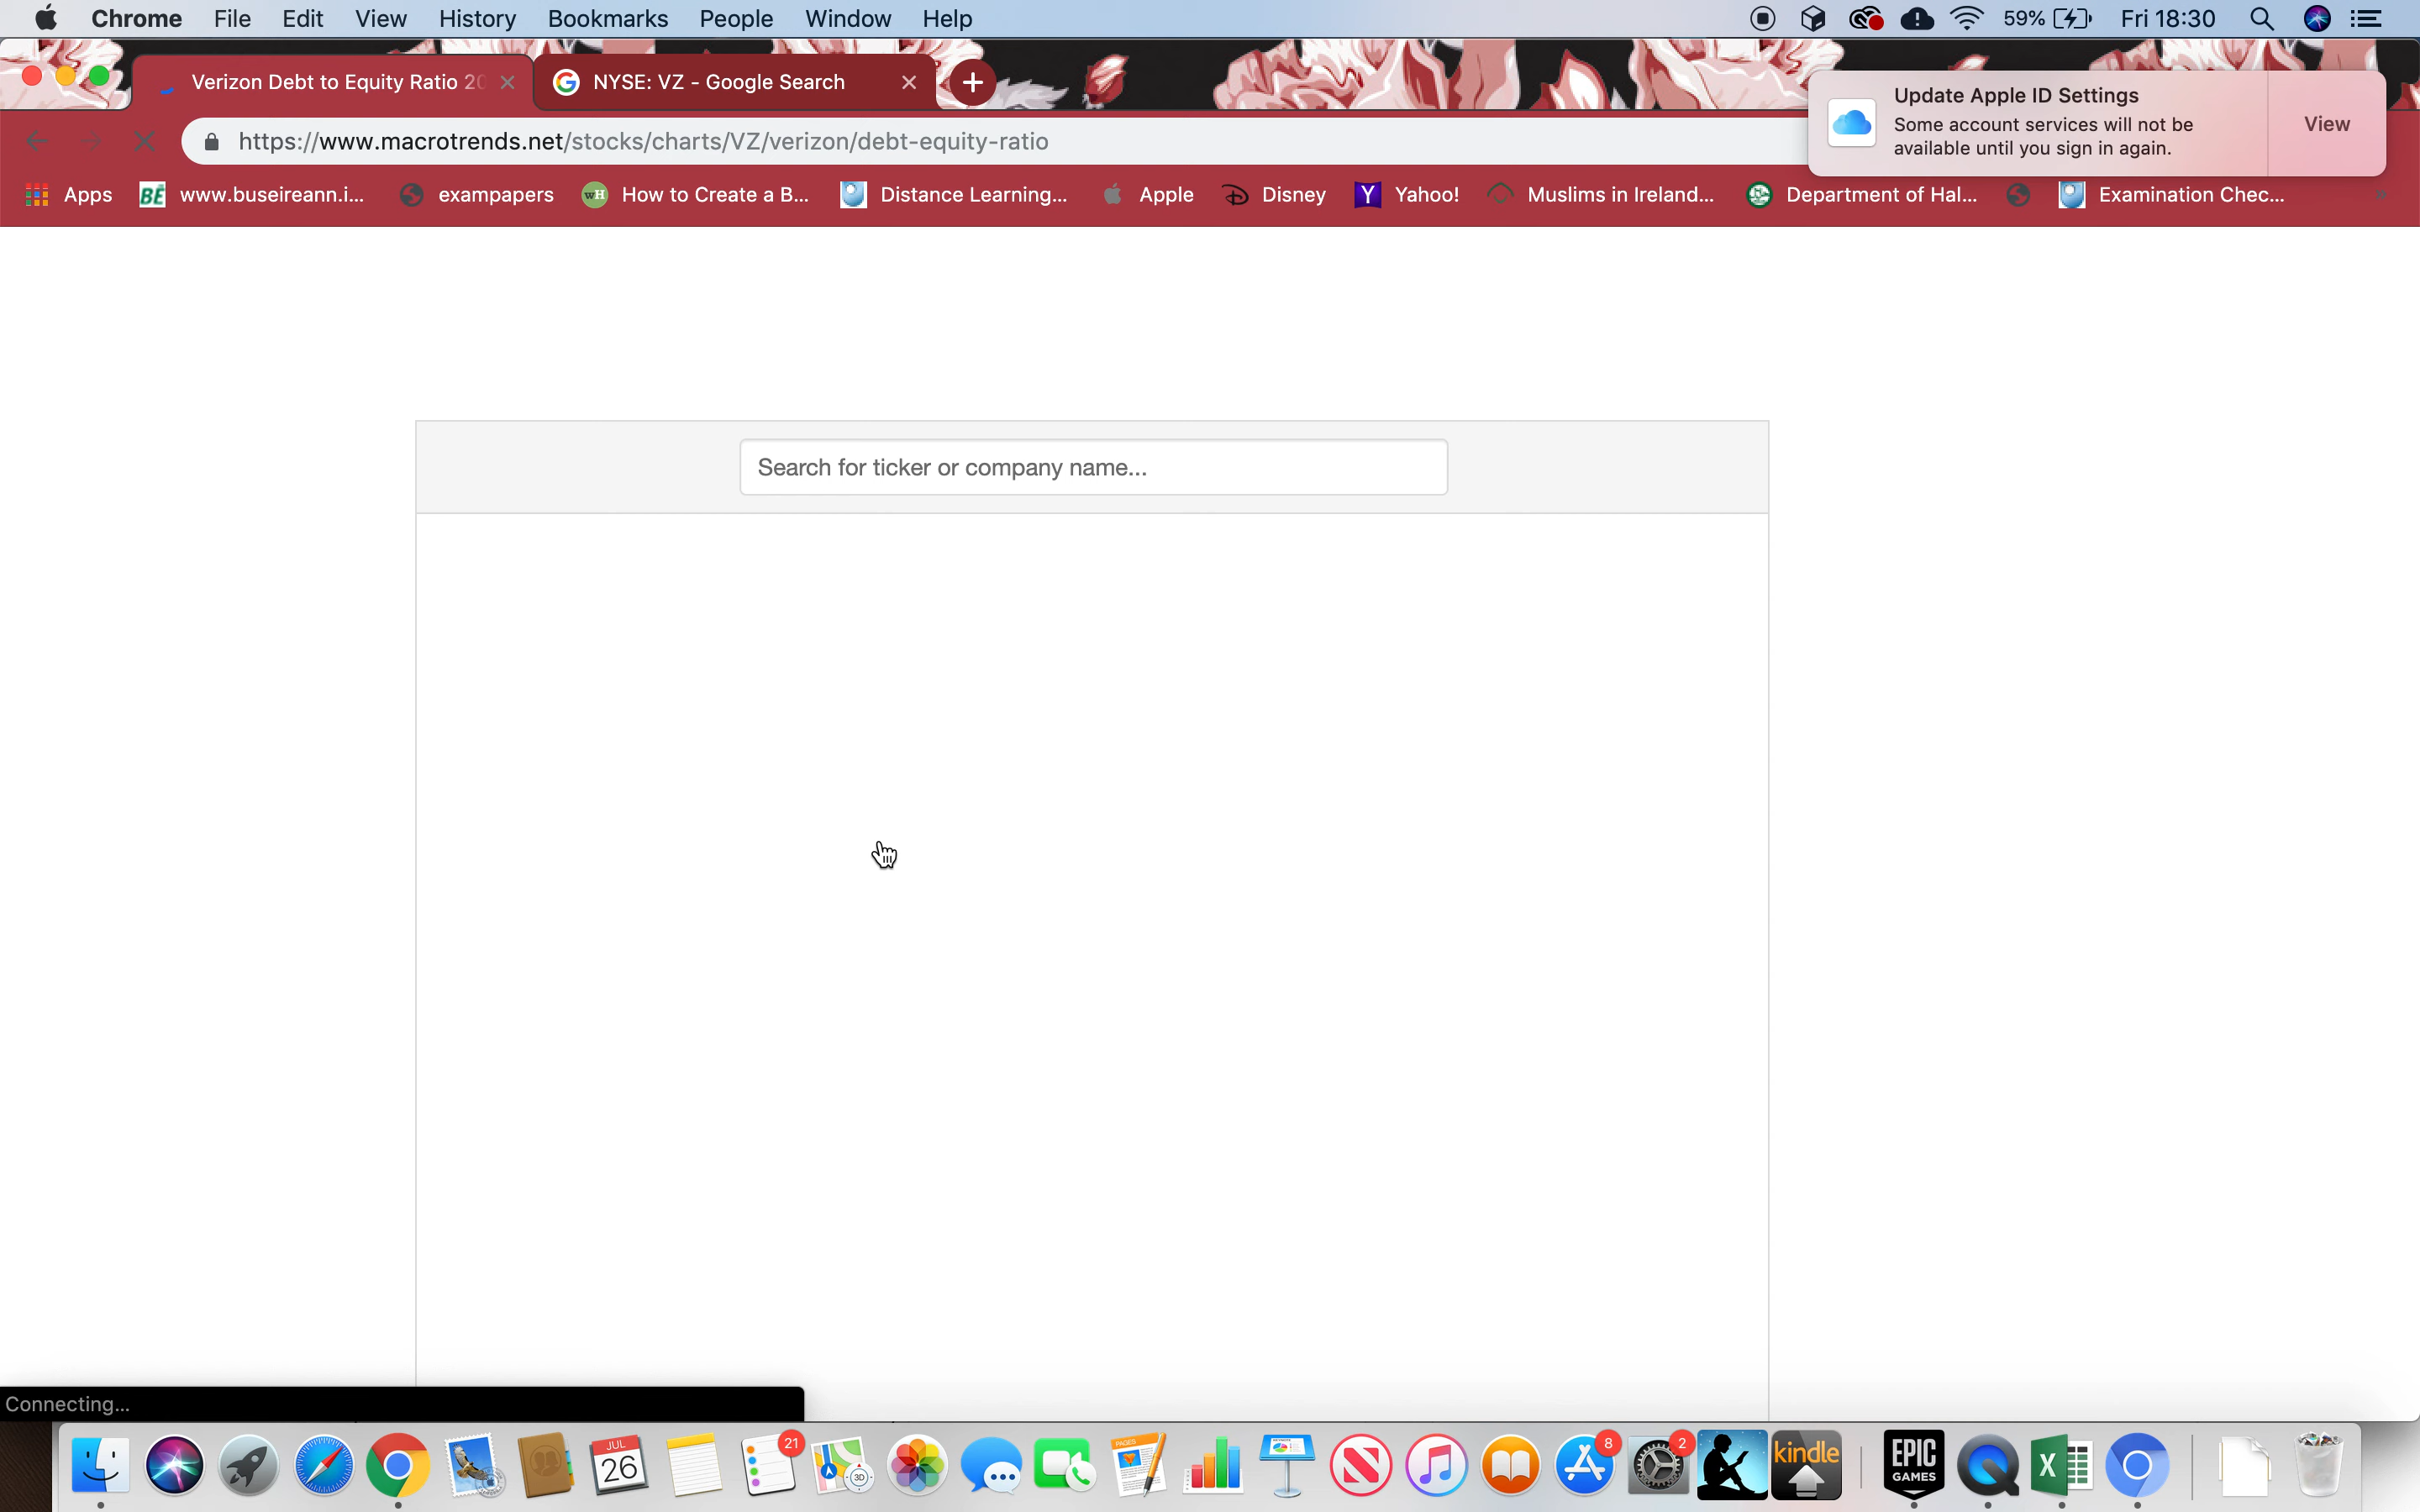 Chrome File Edit View History Bookmarks People Window Help 59% Fri 18:30
Verizon Debt to Equity Ratio 20 NYSE: VZ - Google Search
Update Apple ID Settings
Some account services will not be
available until you sign in again.
View
https://www.macrotrends.net/stocks/charts/VZ/verizon/debt-equity-ratio
Apps BÉ www.buseireann.i... exampapers wH How to Create a B... Distance Learning... Apple Disney Y Yahoo! Muslims in Ireland... Department of Hal... Examination Chec...
Search for ticker or company name...
Connecting...
JUL
26
21
3D
PAGES
8
2
kindle
EPIC
GAMES
X